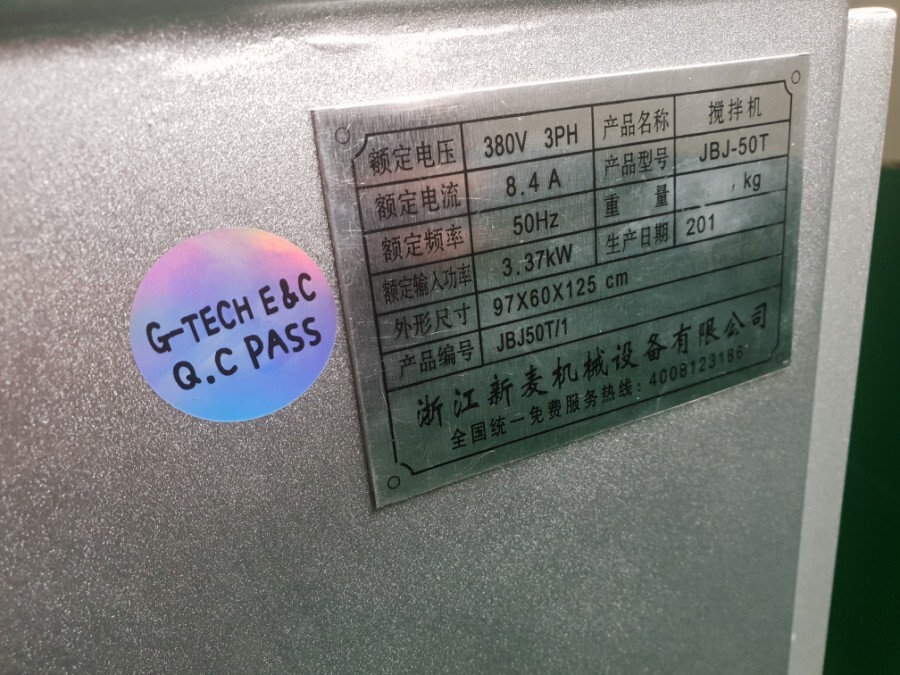 G-TECH E&C
Q.C PASS
额定电压 380V 3PH 产品名称 搅拌机
额定电流 8.4 A 产品型号 JBJ-50T
额定频率 50Hz 重 量 kg
额定输入功率 3.37kW 生产日期 201
外形尺寸 97X60X125 cm
产品编号 JBJ50T/1
浙江新麦机械设备有限公司
全国统一免费服务热线：4008123186